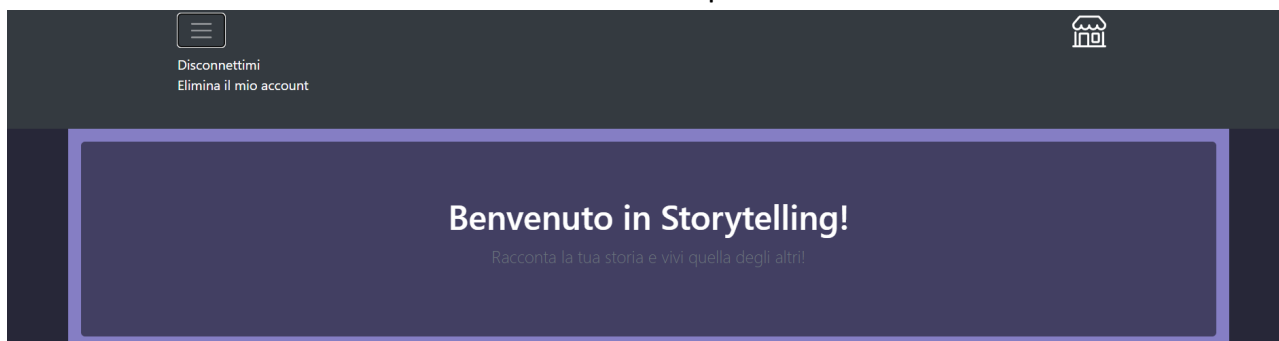 Disconnettimi
Elimina il mio account
Benvenuto in Storytelling!
Racconta la tua storia e vivi quella degli altri!